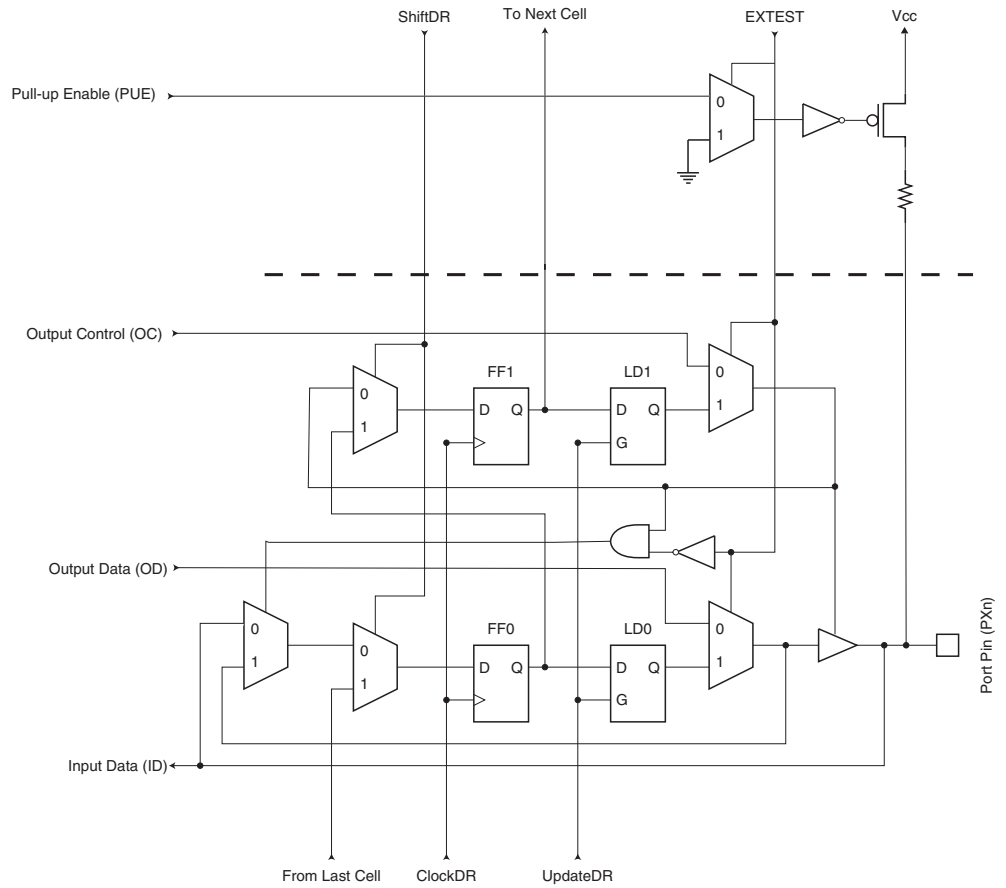 ShiftDR
To Next Cell
EXTEST
Vcc
Pull-up Enable (PUE)
0
1
Output Control (OC)
FF1
LD1
0
0
1
D Q
D Q
1
G
Output Data (OD)
FF0
LD0
0
0
0
1
D Q
D Q
1
1
G
Port Pin (PXn)
Input Data (ID)
From Last Cell
ClockDR
UpdateDR